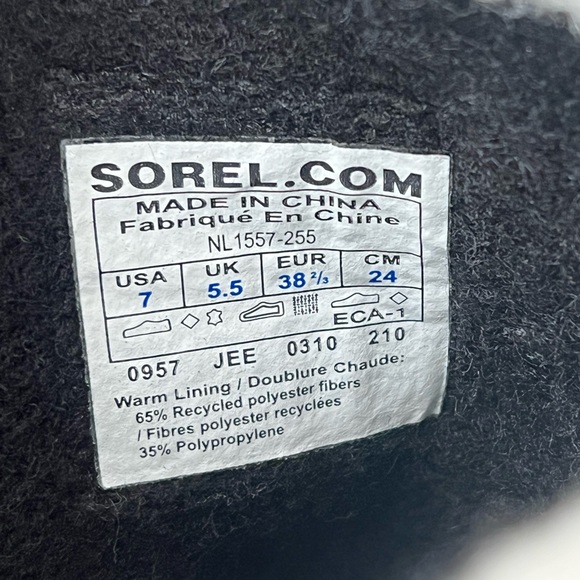 SOREL.COM
MADE IN CHINA
Fabriqué En Chine
NL1557-255
USA UK EUR CM
7 5.5 38 2/3 24
ECA-1
0957 JEE 0310 210
Warm Lining / Doublure Chaude:
65% Recycled polyester fibers
/ Fibres polyester recyclées
35% Polypropylene